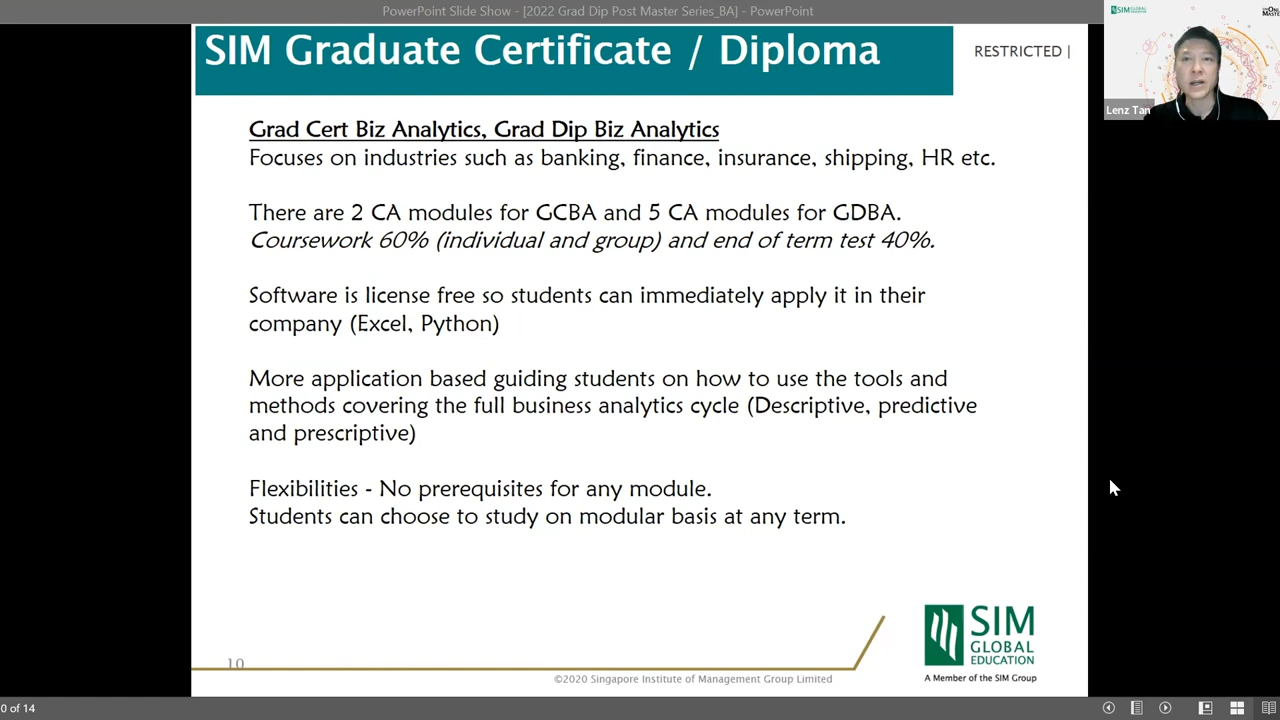 PowerPoint Slide Show - [2022 Grad Dip Post Master Series_BA] - PowerPoint
SIM Graduate Certificate / Diploma
RESTRICTED |
SIM GLOBAL
EDUCATION
Lenz Tan
Grad Cert Biz Analytics, Grad Dip Biz Analytics
Focuses on industries such as banking, finance, insurance, shipping, HR etc.
There are 2 CA modules for GCBA and 5 CA modules for GDBA.
Coursework 60% (individual and group) and end of term test 40%.
Software is license free so students can immediately apply it in their
company (Excel, Python)
More application based guiding students on how to use the tools and
methods covering the full business analytics cycle (Descriptive, predictive
and prescriptive)
Flexibilities - No prerequisites for any module.
Students can choose to study on modular basis at any term.
SIM
GLOBAL
EDUCATION
A Member of the SIM Group
10
©2020 Singapore Institute of Management Group Limited
0 of 14